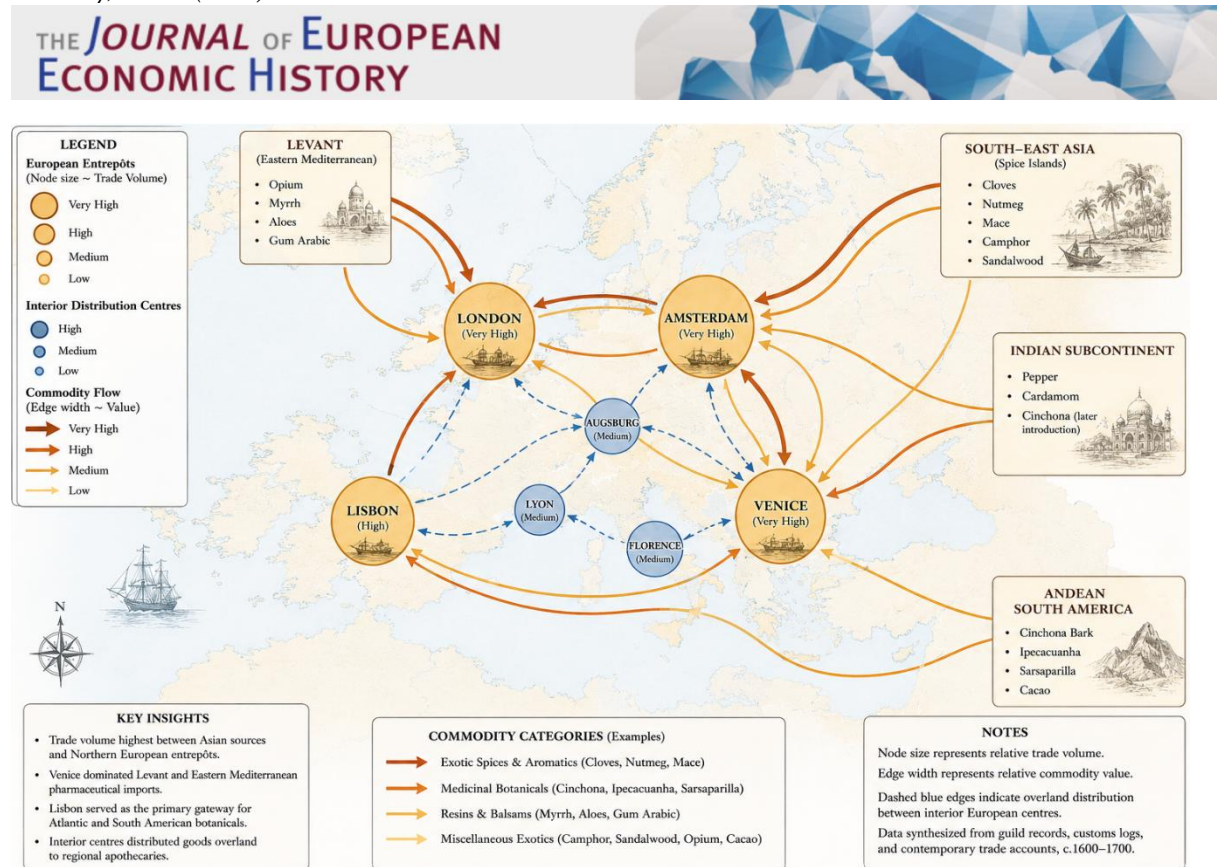 THE JOURNAL OF EUROPEAN
ECONOMIC HISTORY
LEGEND
European Entrepôts
(Node size ~ Trade Volume)
Very High
High
Medium
Low
Interior Distribution Centres
High
Medium
Low
Commodity Flow
(Edge width ~ Value)
Very High
High
Medium
Low
LEVANT
(Eastern Mediterranean)
• Opium
• Myrrh
• Aloes
• Gum Arabic
SOUTH–EAST ASIA
(Spice Islands)
• Cloves
• Nutmeg
• Mace
• Camphor
• Sandalwood
LONDON
(Very High)
AMSTERDAM
(Very High)
INDIAN SUBCONTINENT
• Pepper
• Cardamom
• Cinchona (later
introduction)
AUGSBURG
(Medium)
LISBON
(High)
LYON
(Medium)
FLORENCE
(Medium)
VENICE
(Very High)
ANDEAN
SOUTH AMERICA
• Cinchona Bark
• Ipecacuanha
• Sarsaparilla
• Cacao
N
KEY INSIGHTS
• Trade volume highest between Asian sources
and Northern European entrepôts.
• Venice dominated Levant and Eastern Mediterranean
pharmaceutical imports.
• Lisbon served as the primary gateway for
Atlantic and South American botanicals.
• Interior centres distributed goods overland
to regional apothecaries.
COMMODITY CATEGORIES (Examples)
Exotic Spices & Aromatics (Cloves, Nutmeg, Mace)
Medicinal Botanicals (Cinchona, Ipecacuanha, Sarsaparilla)
Resins & Balsams (Myrrh, Aloes, Gum Arabic)
Miscellaneous Exotics (Camphor, Sandalwood, Opium, Cacao)
NOTES
Node size represents relative trade volume.
Edge width represents relative commodity value.
Dashed blue edges indicate overland distribution
between interior European centres.
Data synthesized from guild records, customs logs,
and contemporary trade accounts, c.1600–1700.